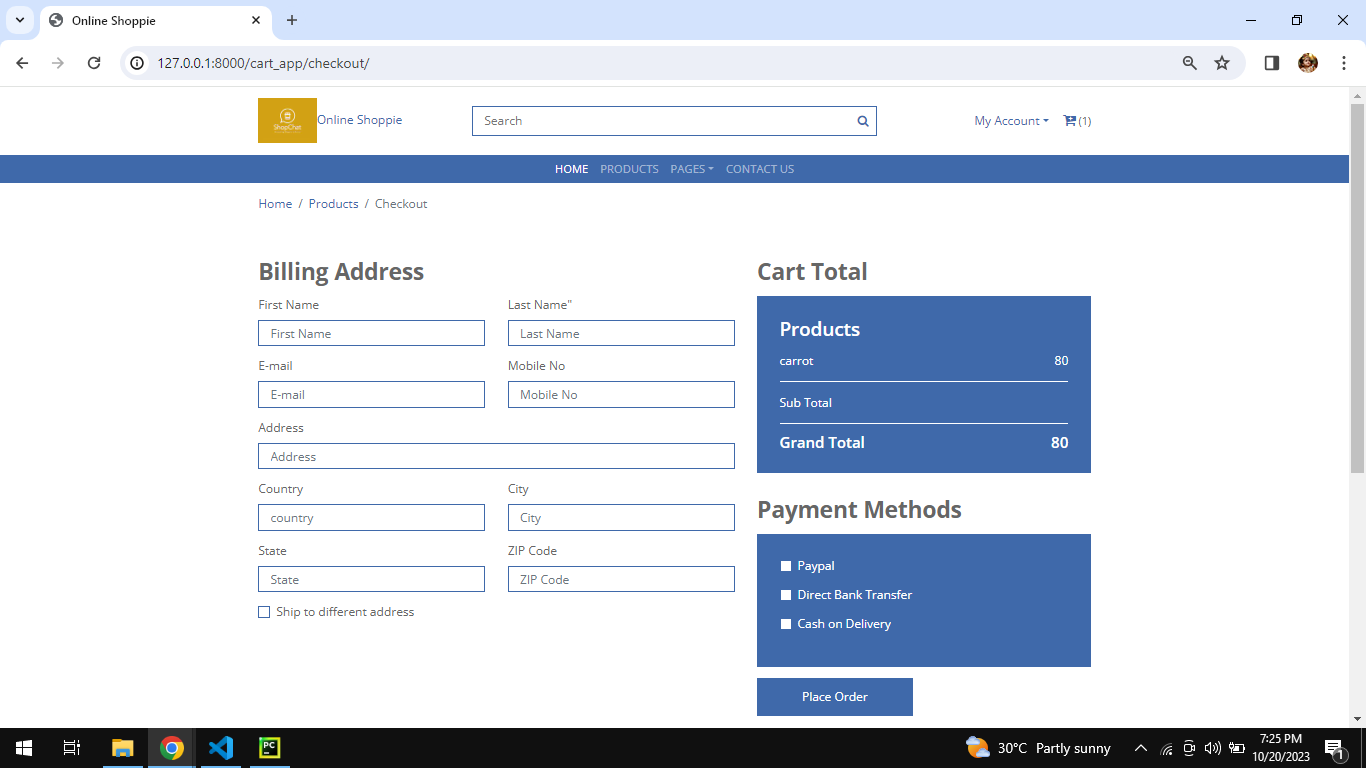 Online Shoppie
127.0.0.1:8000/cart_app/checkout/
ShopChat
Online Shoppie
Search
My Account
(1)
HOME PRODUCTS PAGES CONTACT US
Home / Products / Checkout
Billing Address
First Name Last Name"
First Name Last Name
E-mail Mobile No
E-mail Mobile No
Address
Address
Country City
country City
State ZIP Code
State ZIP Code
Ship to different address
Cart Total
Products
carrot 80
Sub Total
Grand Total 80
Payment Methods
Paypal
Direct Bank Transfer
Cash on Delivery
Place Order
PC
30°C Partly sunny
7:25 PM
10/20/2023
1